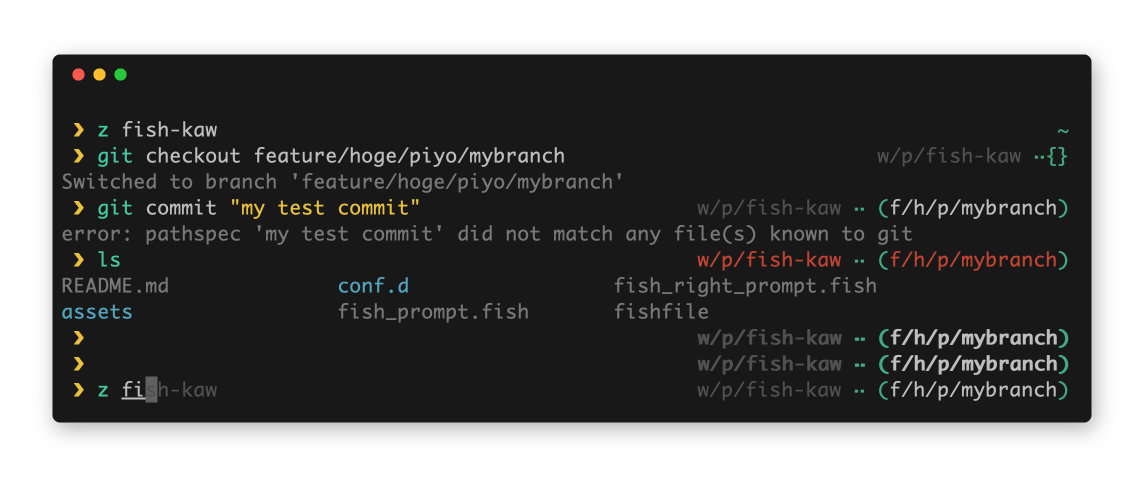 ❯ z fish-kaw ~
❯ git checkout feature/hoge/piyo/mybranch w/p/fish-kaw ··{}
Switched to branch 'feature/hoge/piyo/mybranch'
❯ git commit "my test commit" w/p/fish-kaw ·· (f/h/p/mybranch)
error: pathspec 'my test commit' did not match any file(s) known to git
❯ ls w/p/fish-kaw ·· (f/h/p/mybranch)
README.md conf.d fish_right_prompt.fish
assets fish_prompt.fish fishfile
❯ w/p/fish-kaw ·· (f/h/p/mybranch)
❯ w/p/fish-kaw ·· (f/h/p/mybranch)
❯ z fish-kaw w/p/fish-kaw ·· (f/h/p/mybranch)